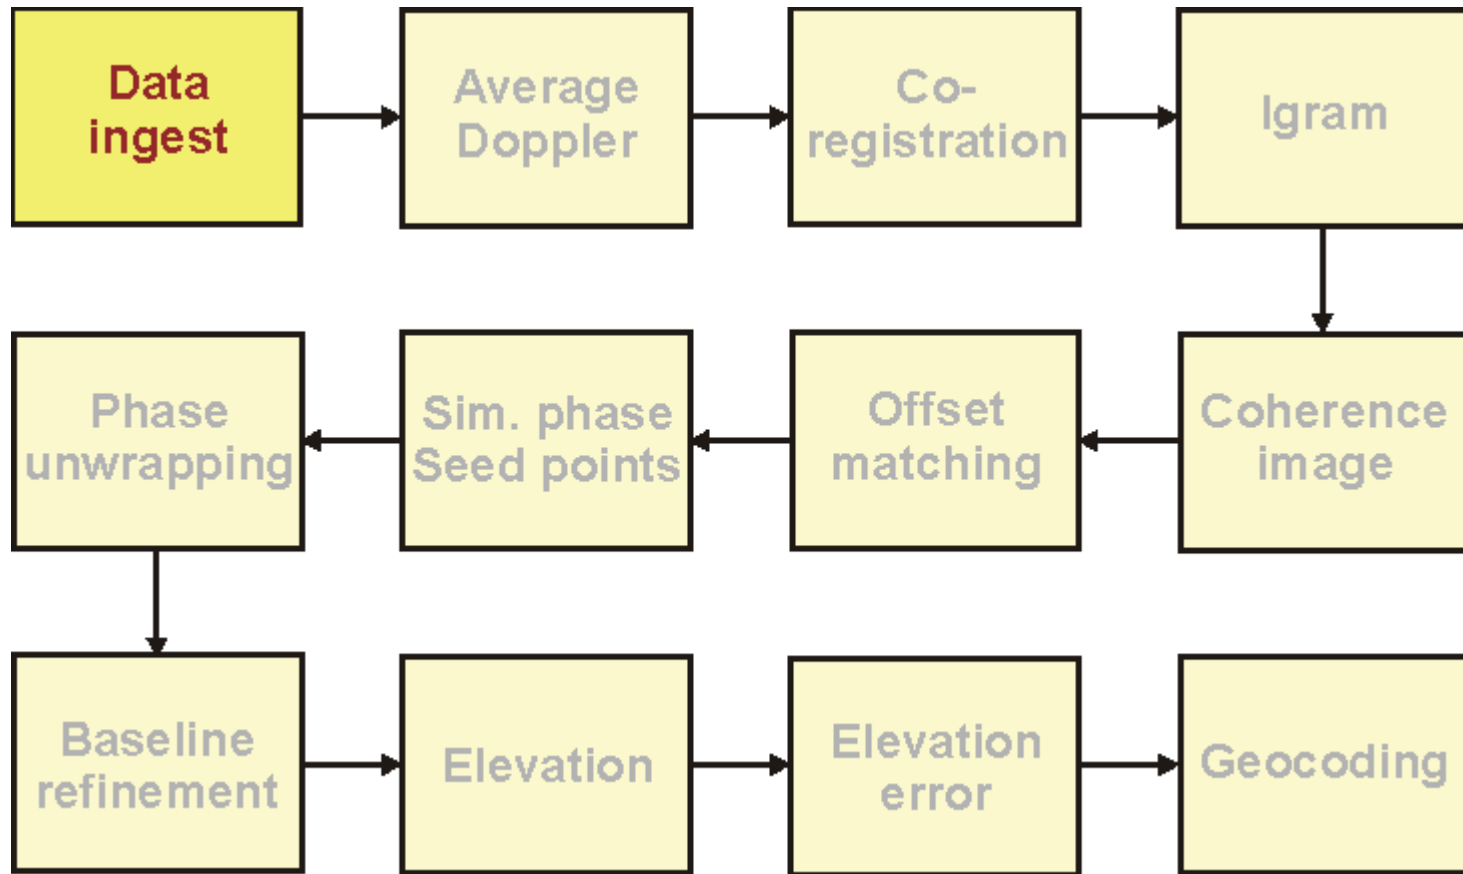 Data
ingest
Average
Doppler
Co-
registration
Igram
Coherence
image
Offset
matching
Sim. phase
Seed points
Phase
unwrapping
Baseline
refinement
Elevation
Elevation
error
Geocoding